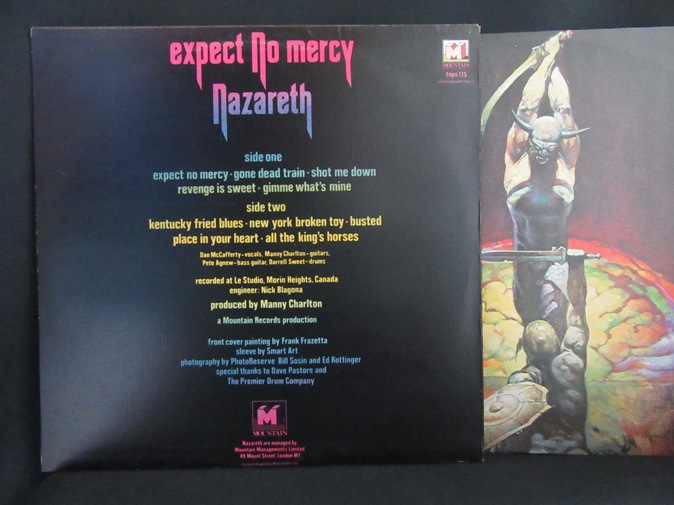 expect No mercy
Nazareth
M
MOUNTAIN
tops 115
side one
expect no mercy · gone dead train · shot me down
revenge is sweet · gimme what's mine
side two
kentucky fried blues · new york broken toy · busted
place in your heart · all the king's horses
Dan McCafferty–vocals, Manny Charlton–guitars,
Pete Agnew–bass guitar, Darrell Sweet–drums
recorded at Le Studio, Morin Heights, Canada
engineer: Nick Blagona
produced by Manny Charlton
a Mountain Records production
front cover painting by Frank Frazetta
sleeve by Smart Art
photography by PhotoReserve Bill Sosin and Ed Rottinger
special thanks to Dave Pastore and
The Premier Drum Company
M
MOUNTAIN
Nazareth are managed by
Mountain Managements Limited
49 Mount Street London W1